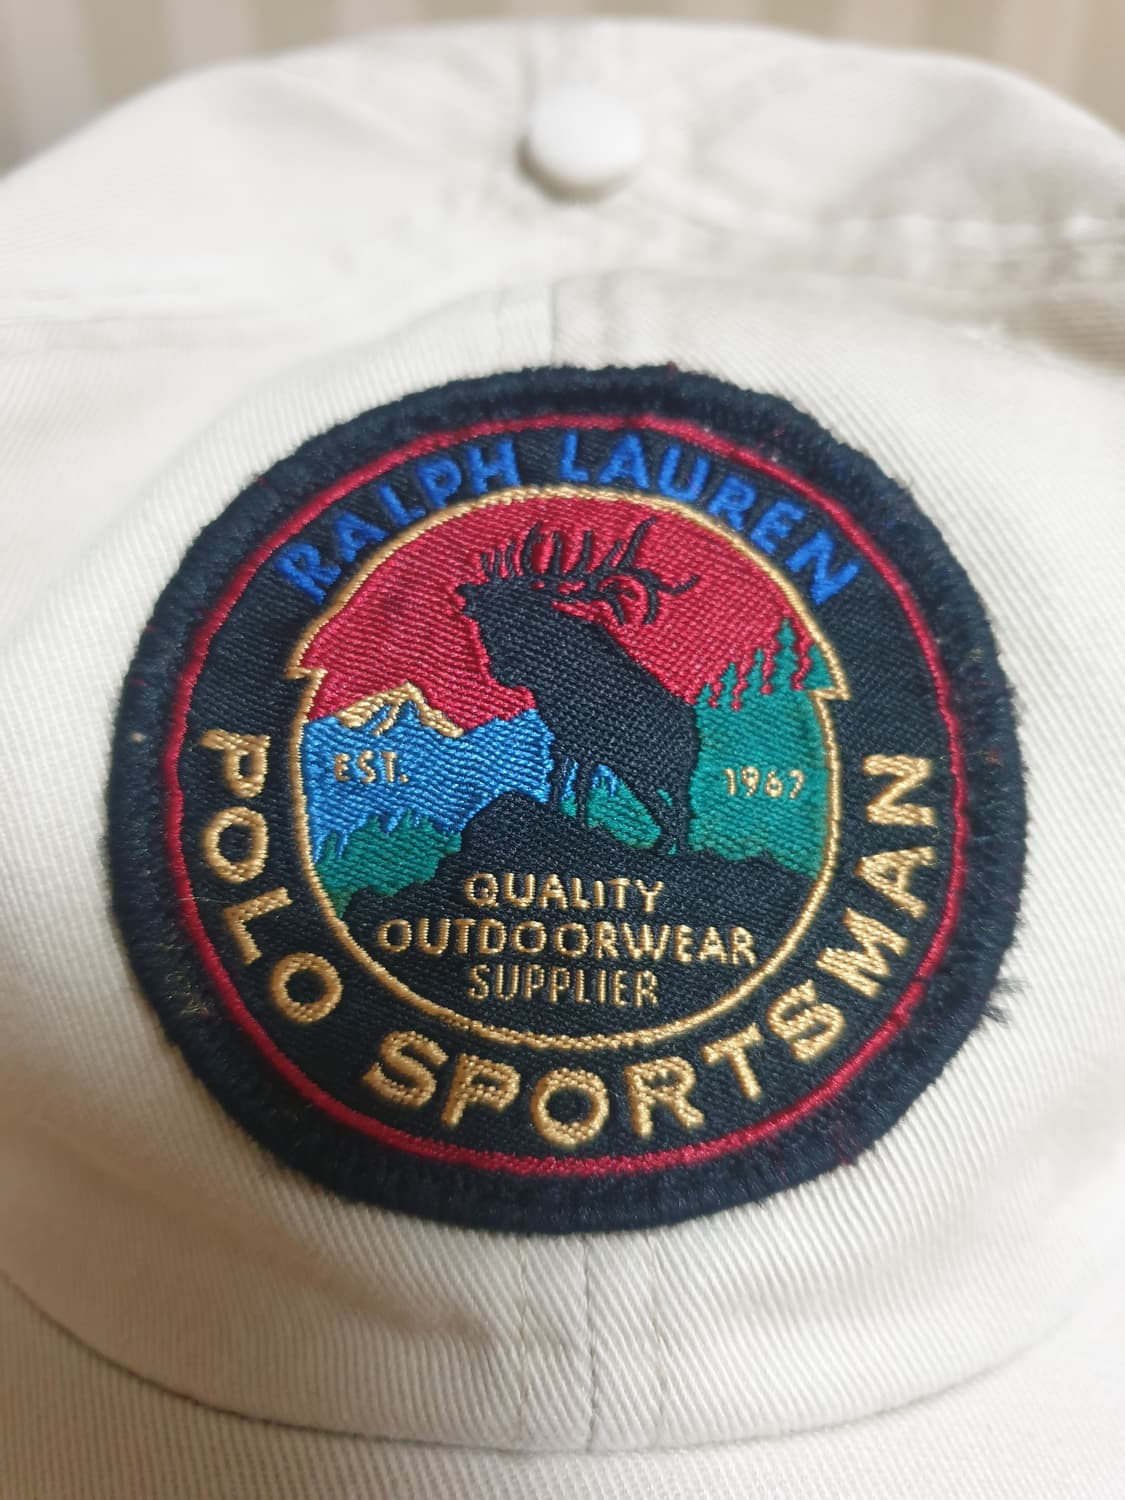 RALPH LAUREN
EST. 1967
QUALITY
OUTDOORWEAR
SUPPLIER
POLO SPORTSMAN